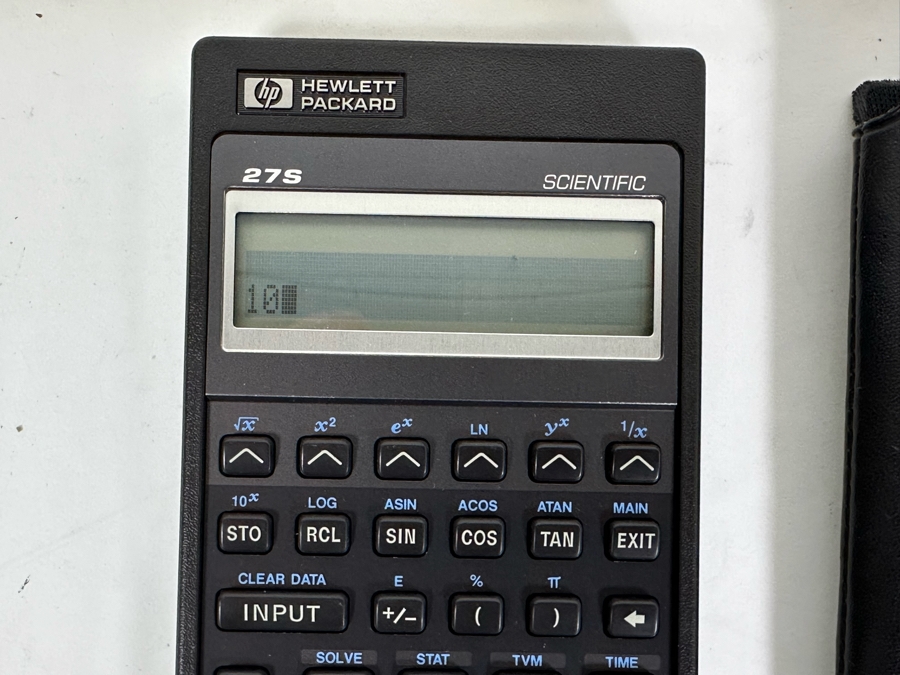 hp HEWLETT
PACKARD
27S SCIENTIFIC
10
√x x² eˣ LN yˣ 1/x
10ˣ LOG ASIN ACOS ATAN MAIN
STO RCL SIN COS TAN EXIT
CLEAR DATA E % π
INPUT +/− ( ) ←
SOLVE STAT TVM TIME